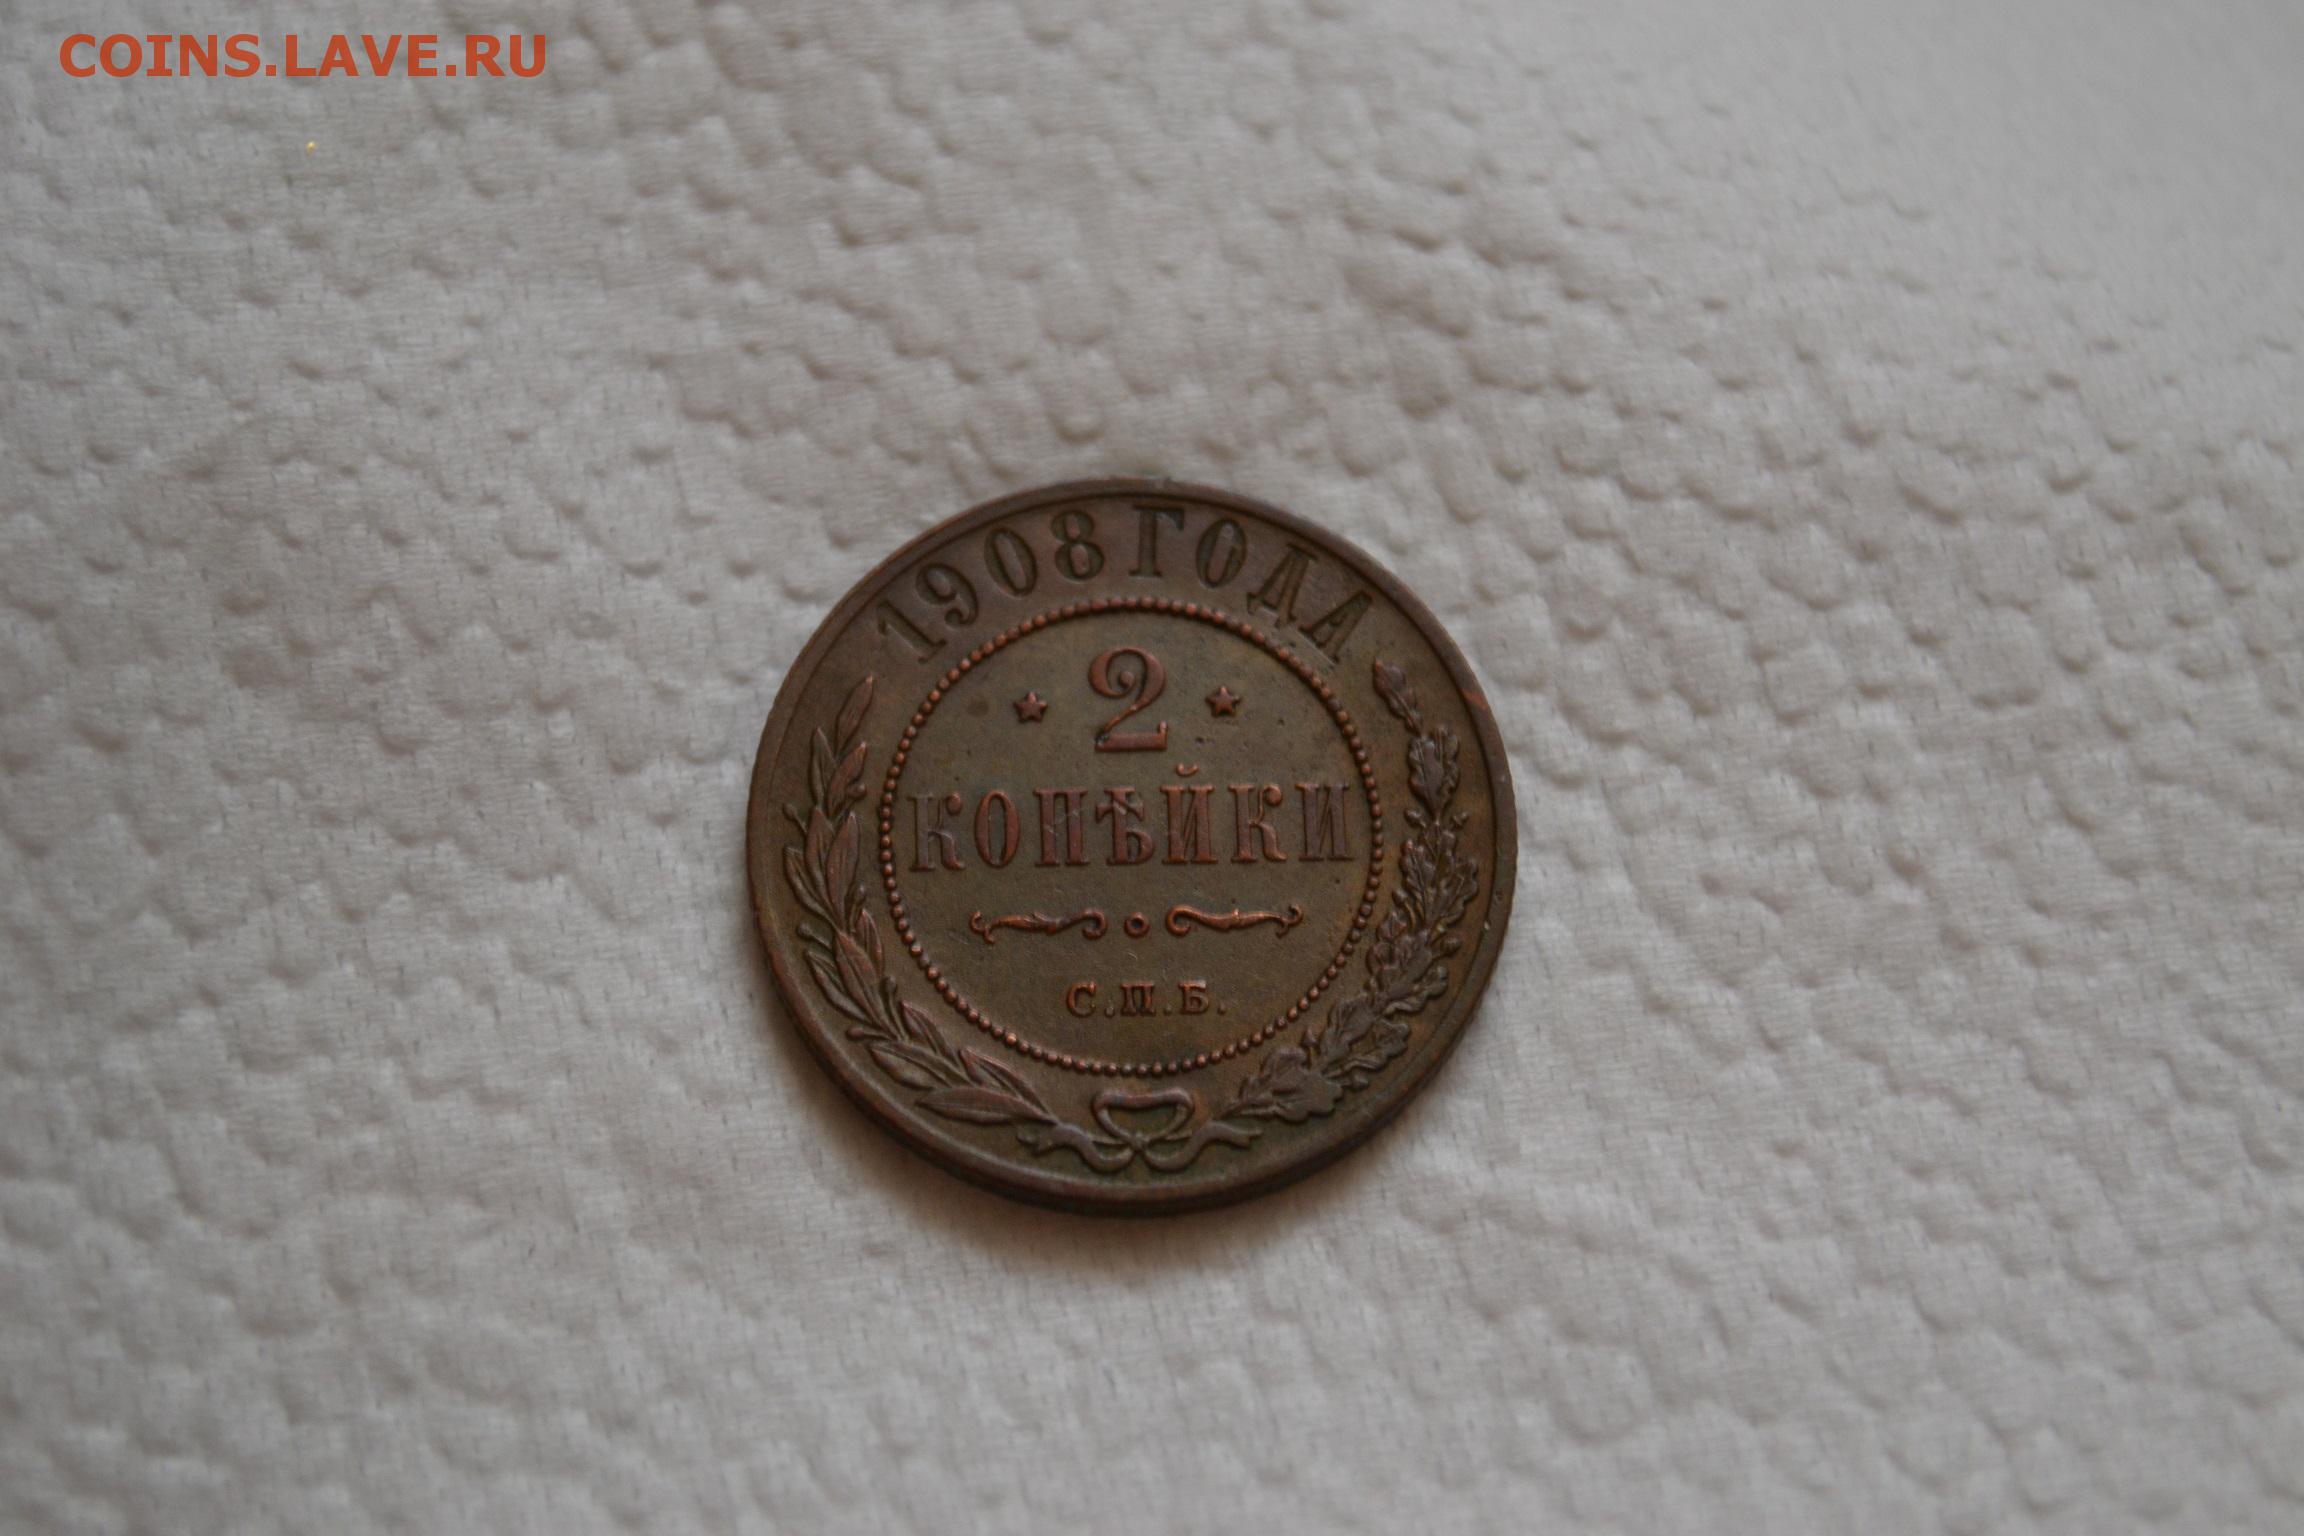 COINS.LAVE.RU
1908 ГОДА
2
КОПѢЙКИ
С.П.Б.